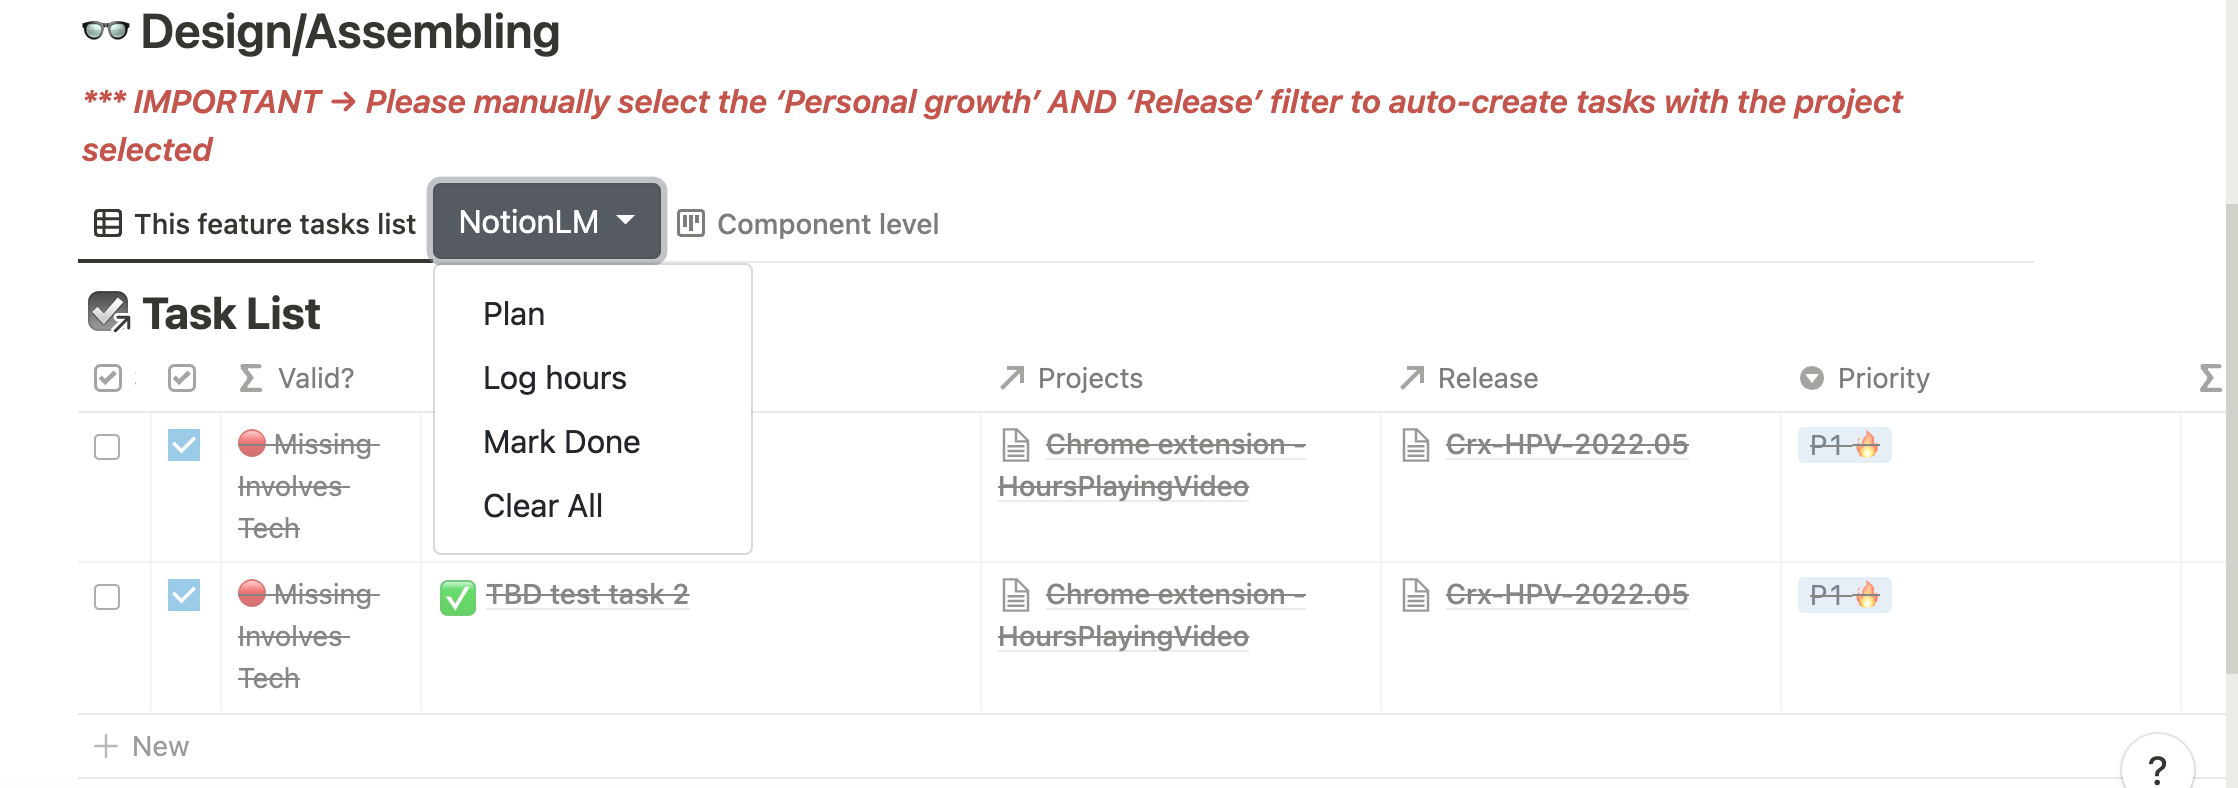 Design/Assembling
*** IMPORTANT → Please manually select the ‘Personal growth’ AND ‘Release’ filter to auto-create tasks with the project
selected
This feature tasks list NotionLM Component level
Plan
Log hours
Mark Done
Clear All
Task List
Valid? Projects Release Priority
Missing Chrome extension - Crx-HPV-2022.05 P1
Involves HoursPlayingVideo
Tech
Missing TBD test task 2 Chrome extension - Crx-HPV-2022.05 P1
Involves HoursPlayingVideo
Tech
+ New
?